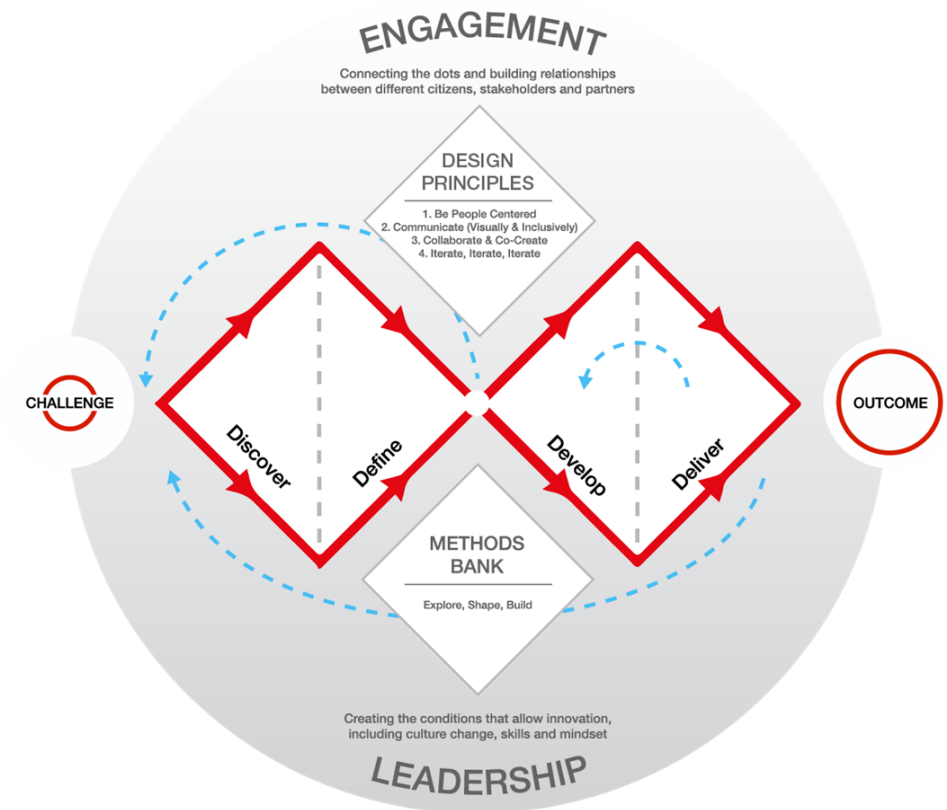 ENGAGEMENT
Connecting the dots and building relationships
between different citizens, stakeholders and partners
DESIGN
PRINCIPLES
1. Be People Centered
2. Communicate (Visually & Inclusively)
3. Collaborate & Co-Create
4. Iterate, Iterate, Iterate
CHALLENGE
OUTCOME
Discover
Define
Develop
Deliver
METHODS
BANK
Explore, Shape, Build
Creating the conditions that allow innovation,
including culture change, skills and mindset
LEADERSHIP